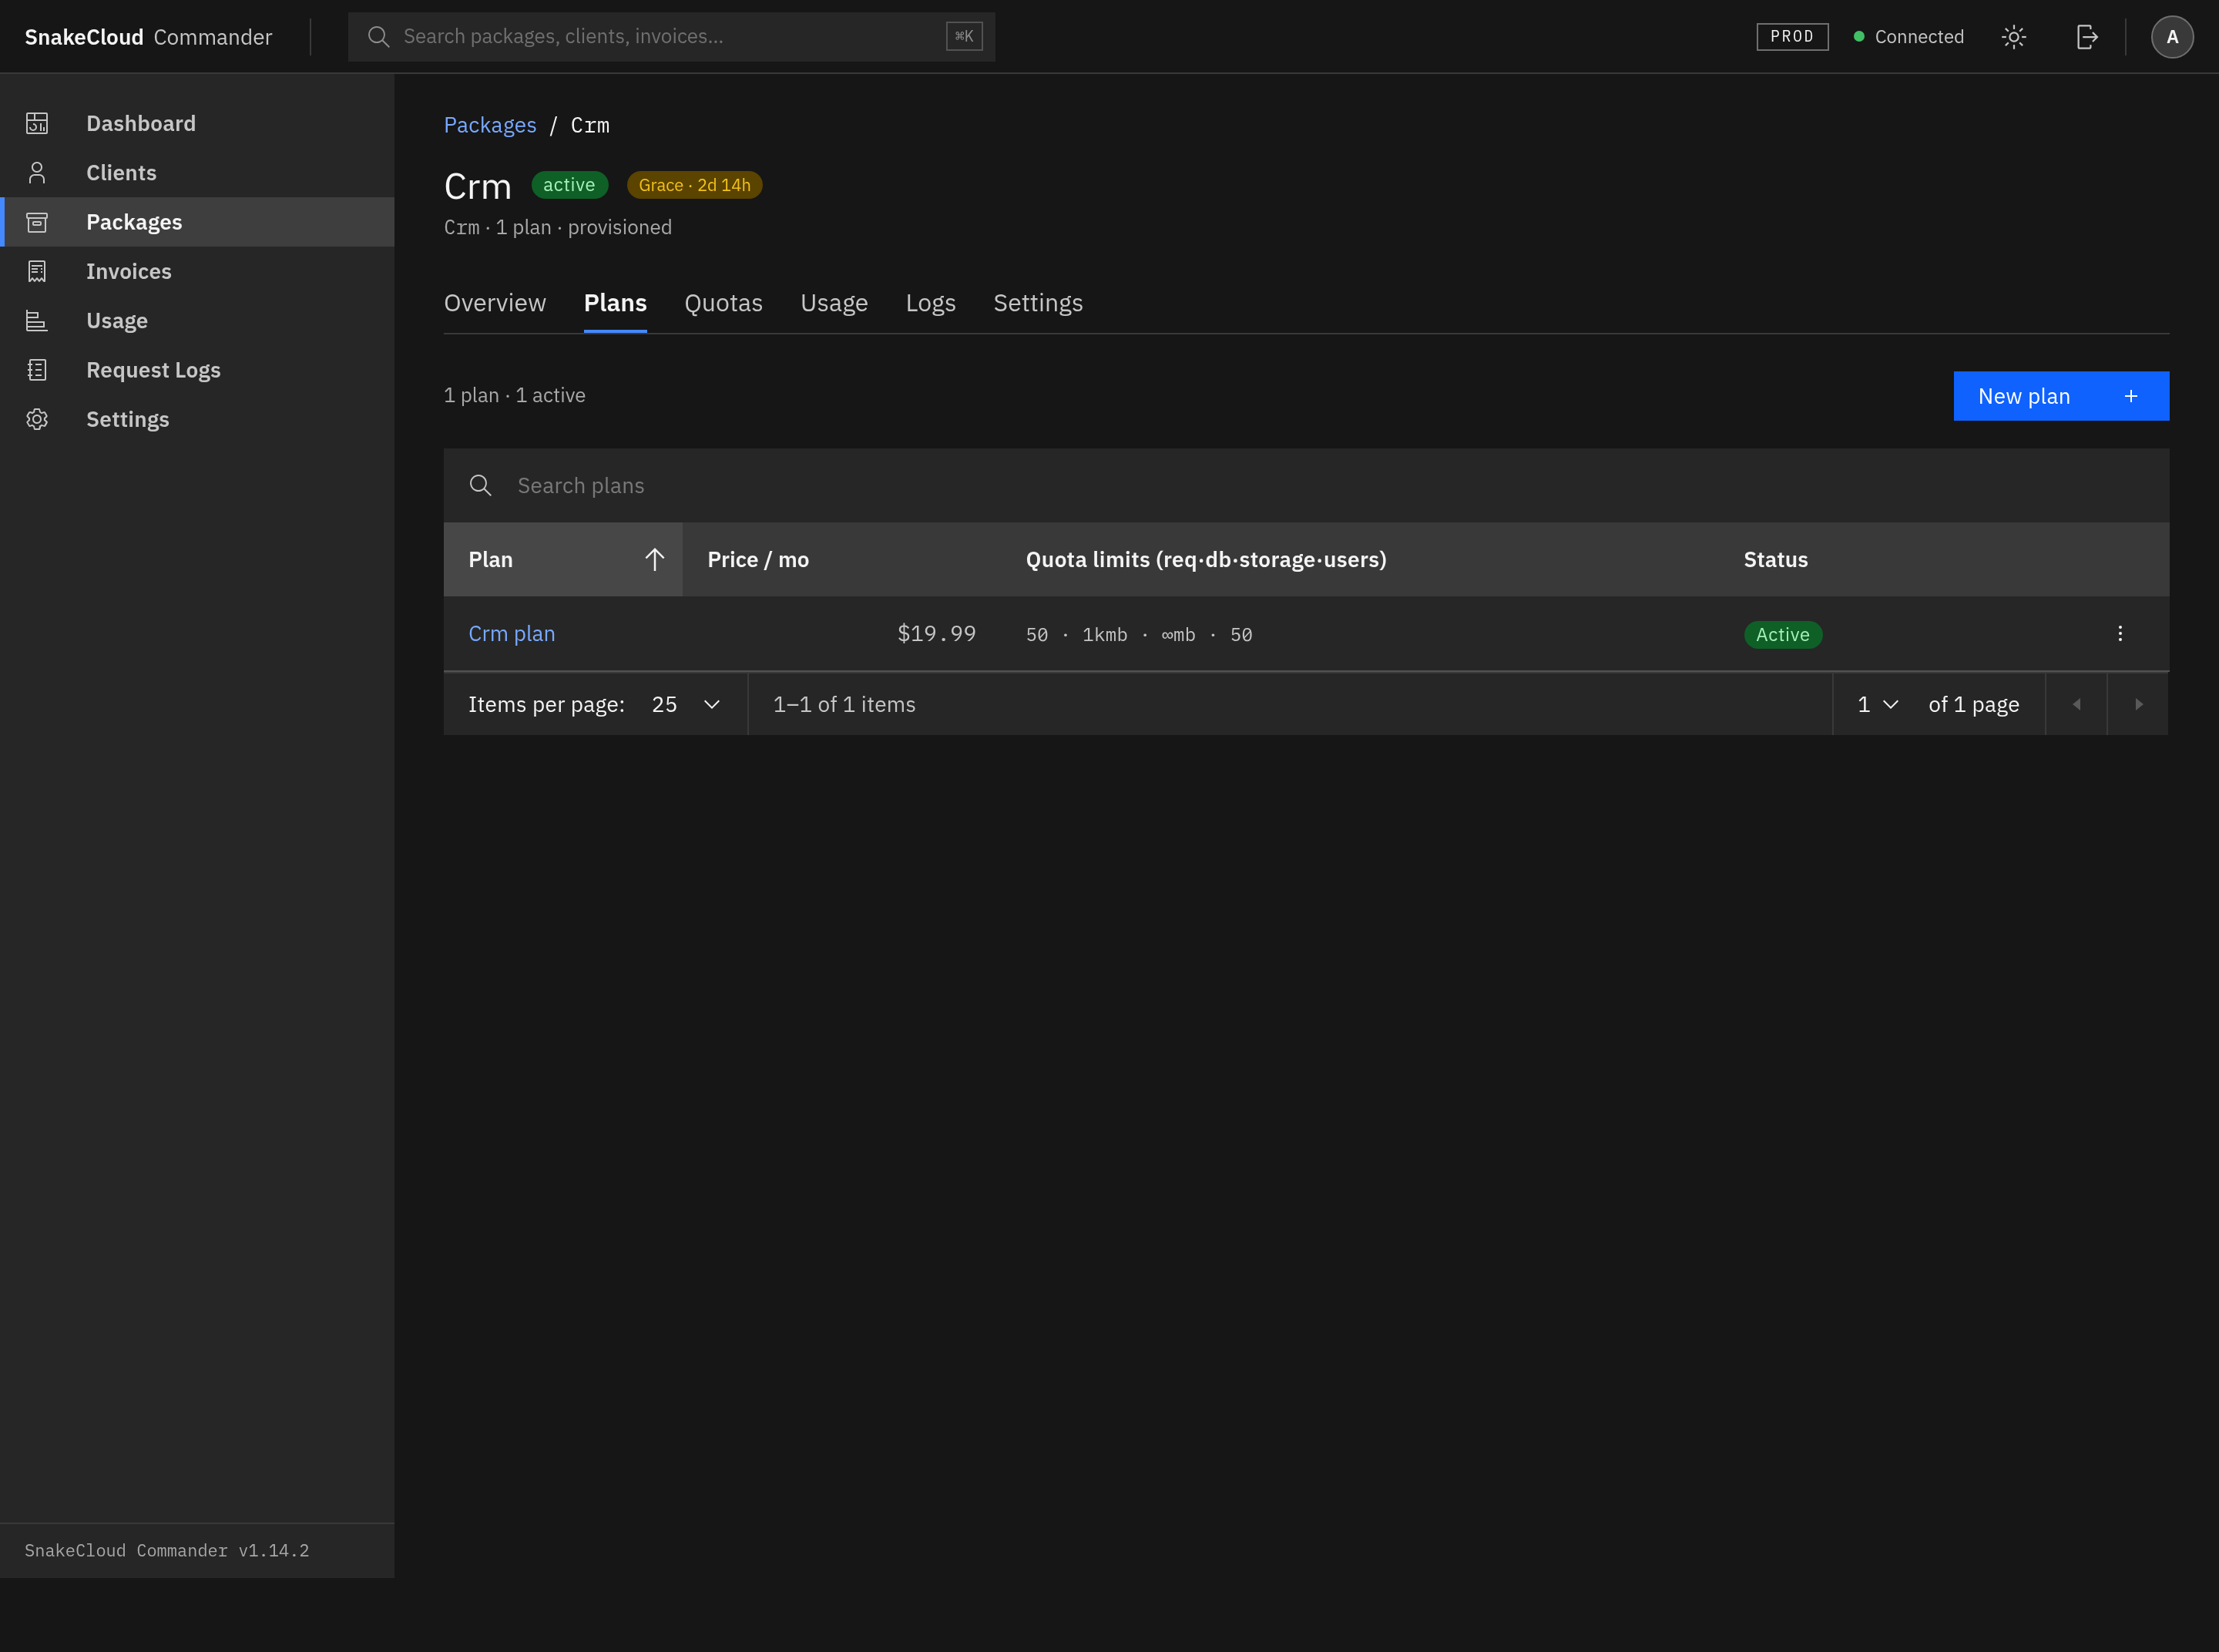 SnakeCloud Commander
Search packages, clients, invoices...
⌘K
PROD
Connected
A
Dashboard
Clients
Packages
Invoices
Usage
Request Logs
Settings
SnakeCloud Commander v1.14.2
Packages / Crm
Crm active Grace · 2d 14h
Crm · 1 plan · provisioned
Overview Plans Quotas Usage Logs Settings
1 plan · 1 active
New plan +
Search plans
Plan Price / mo Quota limits (req·db·storage·users) Status
Crm plan $19.99 50 · 1kmb · ∞mb · 50 Active
Items per page: 25 1–1 of 1 items 1 of 1 page